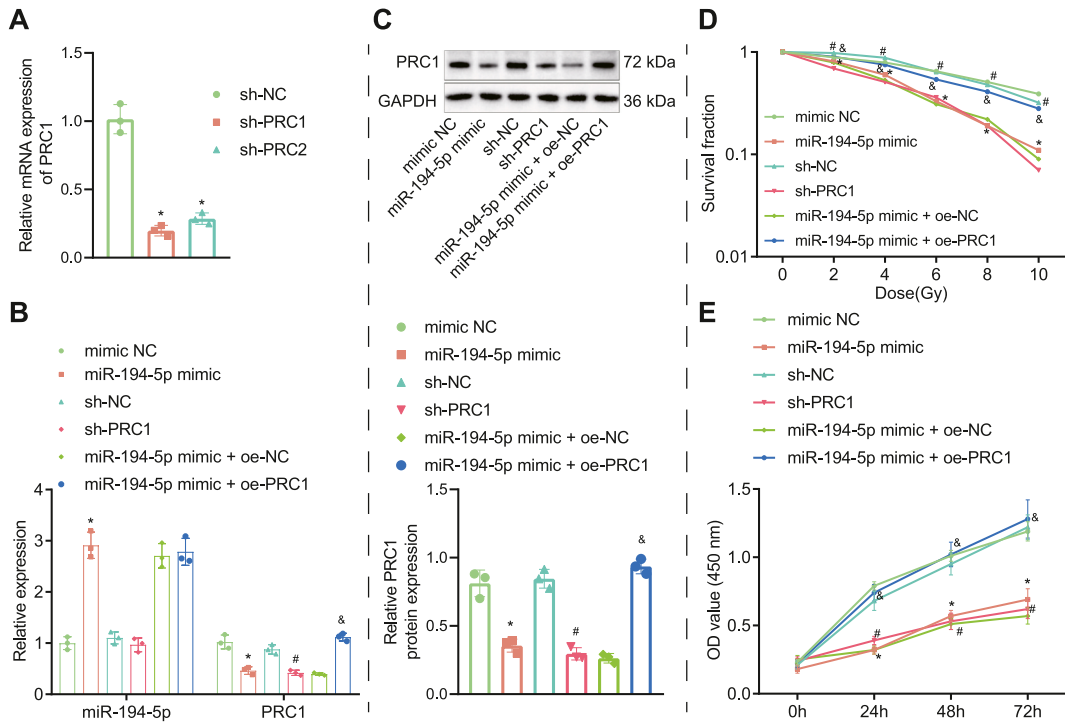 A
Relative mRNA expression
of PRC1
1.5
1.0
0.5
0.0
*
*
sh-NC
sh-PRC1
sh-PRC2
B
mimic NC
miR-194-5p mimic
sh-NC
sh-PRC1
miR-194-5p mimic + oe-NC
miR-194-5p mimic + oe-PRC1
Relative expression
4
3
2
1
0
*
*
#
&
miR-194-5p
PRC1
C
PRC1
72 kDa
GAPDH
36 kDa
mimic NC
miR-194-5p mimic
sh-NC
sh-PRC1
miR-194-5p mimic + oe-NC
miR-194-5p mimic + oe-PRC1
mimic NC
miR-194-5p mimic
sh-NC
sh-PRC1
miR-194-5p mimic + oe-NC
miR-194-5p mimic + oe-PRC1
Relative PRC1
protein expression
1.5
1.0
0.5
0.0
*
#
&
D
Survival fraction
1
0.1
0.01
# & # # # #
* & * & * & * * &
mimic NC
miR-194-5p mimic
sh-NC
sh-PRC1
miR-194-5p mimic + oe-NC
miR-194-5p mimic + oe-PRC1
0 2 4 6 8 10
Dose(Gy)
E
mimic NC
miR-194-5p mimic
sh-NC
sh-PRC1
miR-194-5p mimic + oe-NC
miR-194-5p mimic + oe-PRC1
OD value (450 nm)
1.5
1.0
0.5
0.0
& & &
# * * # * #
0h 24h 48h 72h